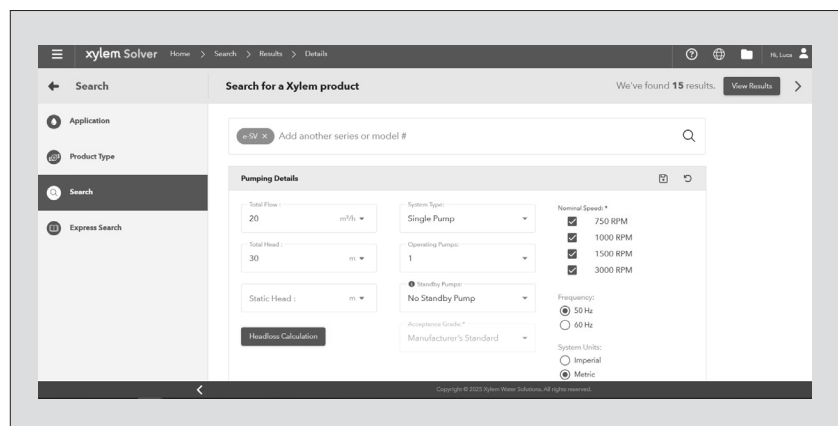 xylem Solver Home > Search > Results > Details
Hi, Luca
Search
Search for a Xylem product
We've found 15 results.
View Results
Application
Product Type
Search
Express Search
e-SV × Add another series or model #
Pumping Details
Total Flow :
20 m³/h
Total Head :
30 m
Static Head : m
Headloss Calculation
System Type:
Single Pump
Operating Pumps:
1
Standby Pumps:
No Standby Pump
Acceptance Grade:*
Manufacturer's Standard
Nominal Speed: *
750 RPM
1000 RPM
1500 RPM
3000 RPM
Frequency:
50 Hz
60 Hz
System Units:
Imperial
Metric
Copyright © 2025 Xylem Water Solutions. All rights reserved.